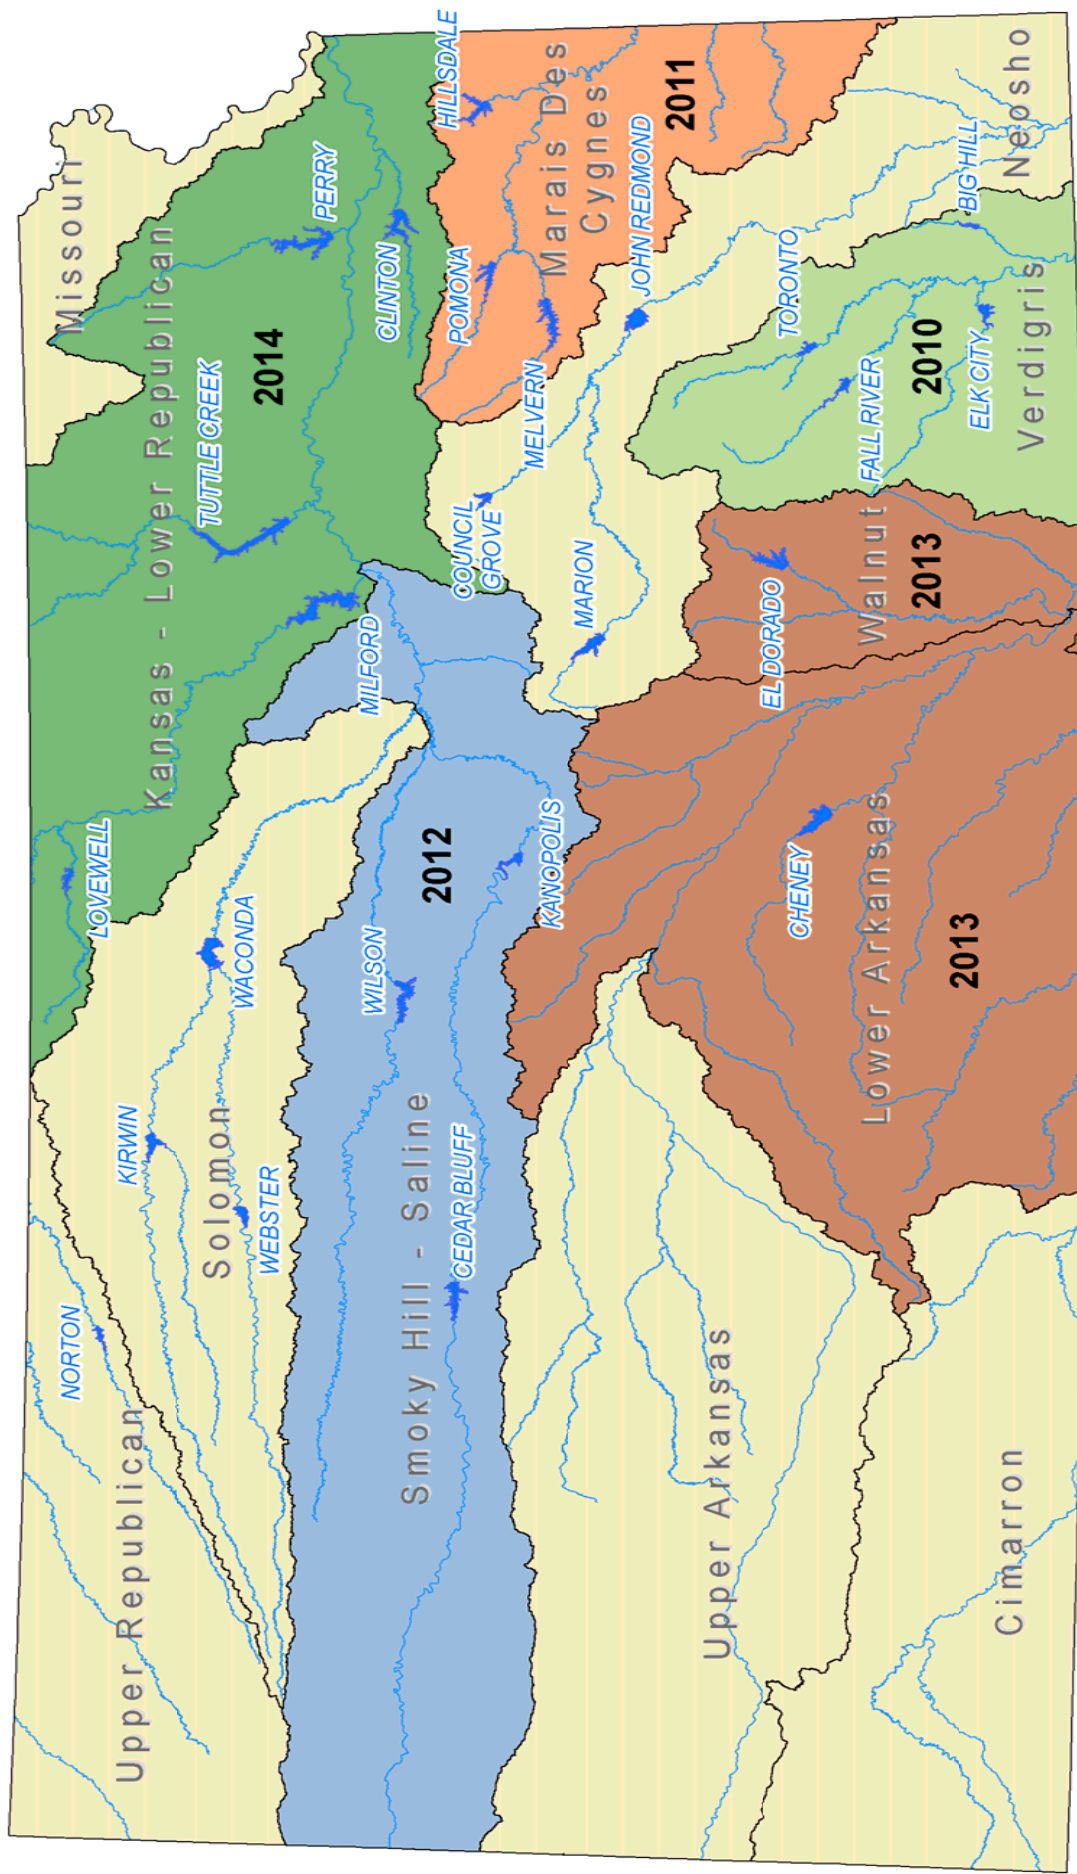 Missouri
Kansas - Lower Republican
2014
TUTTLE CREEK
PERRY
CLINTON
MILFORD
LOVEWELL
Upper Republican
NORTON
Solomon
KIRWIN
WEBSTER
WACONDA
Smoky Hill - Saline
2012
WILSON
CEDAR BLUFF
KANOPOLIS
Marais Des
Cygnes
2011
HILLSDALE
POMONA
MELVERN
Neosho
COUNCIL
GROVE
MARION
JOHN REDMOND
Verdigris
2010
TORONTO
FALL RIVER
ELK CITY
BIG HILL
Walnut
2013
EL DORADO
Lower Arkansas
2013
CHENEY
Upper Arkansas
Cimarron